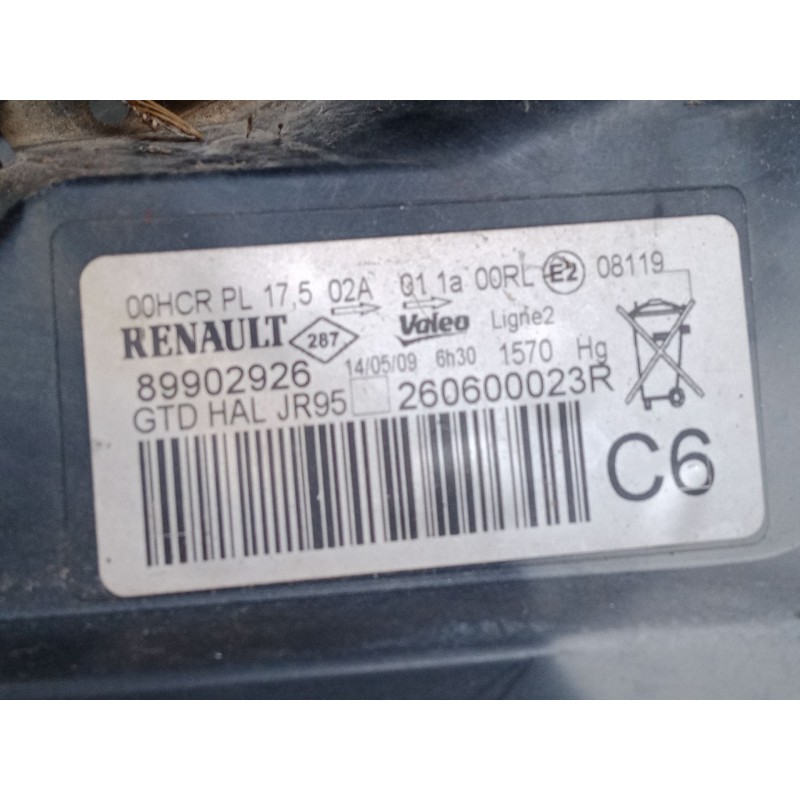 00HCR PL 17,5 02A 01 1a 00RL E2 08119
RENAULT 287 Valeo Ligne2
89902926 14/05/09 6h30 1570 Hg
GTD HAL JR95 260600023R
C6